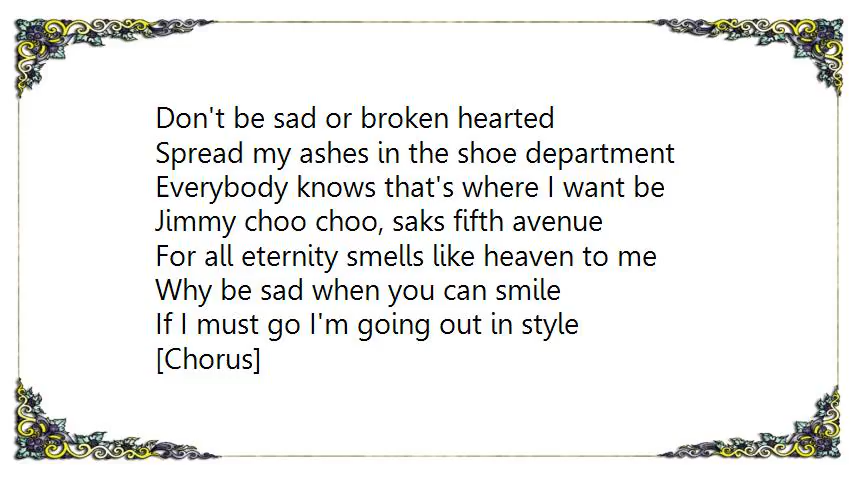 Don't be sad or broken hearted
Spread my ashes in the shoe department
Everybody knows that's where I want be
Jimmy choo choo, saks fifth avenue
For all eternity smells like heaven to me
Why be sad when you can smile
If I must go I'm going out in style
[Chorus]